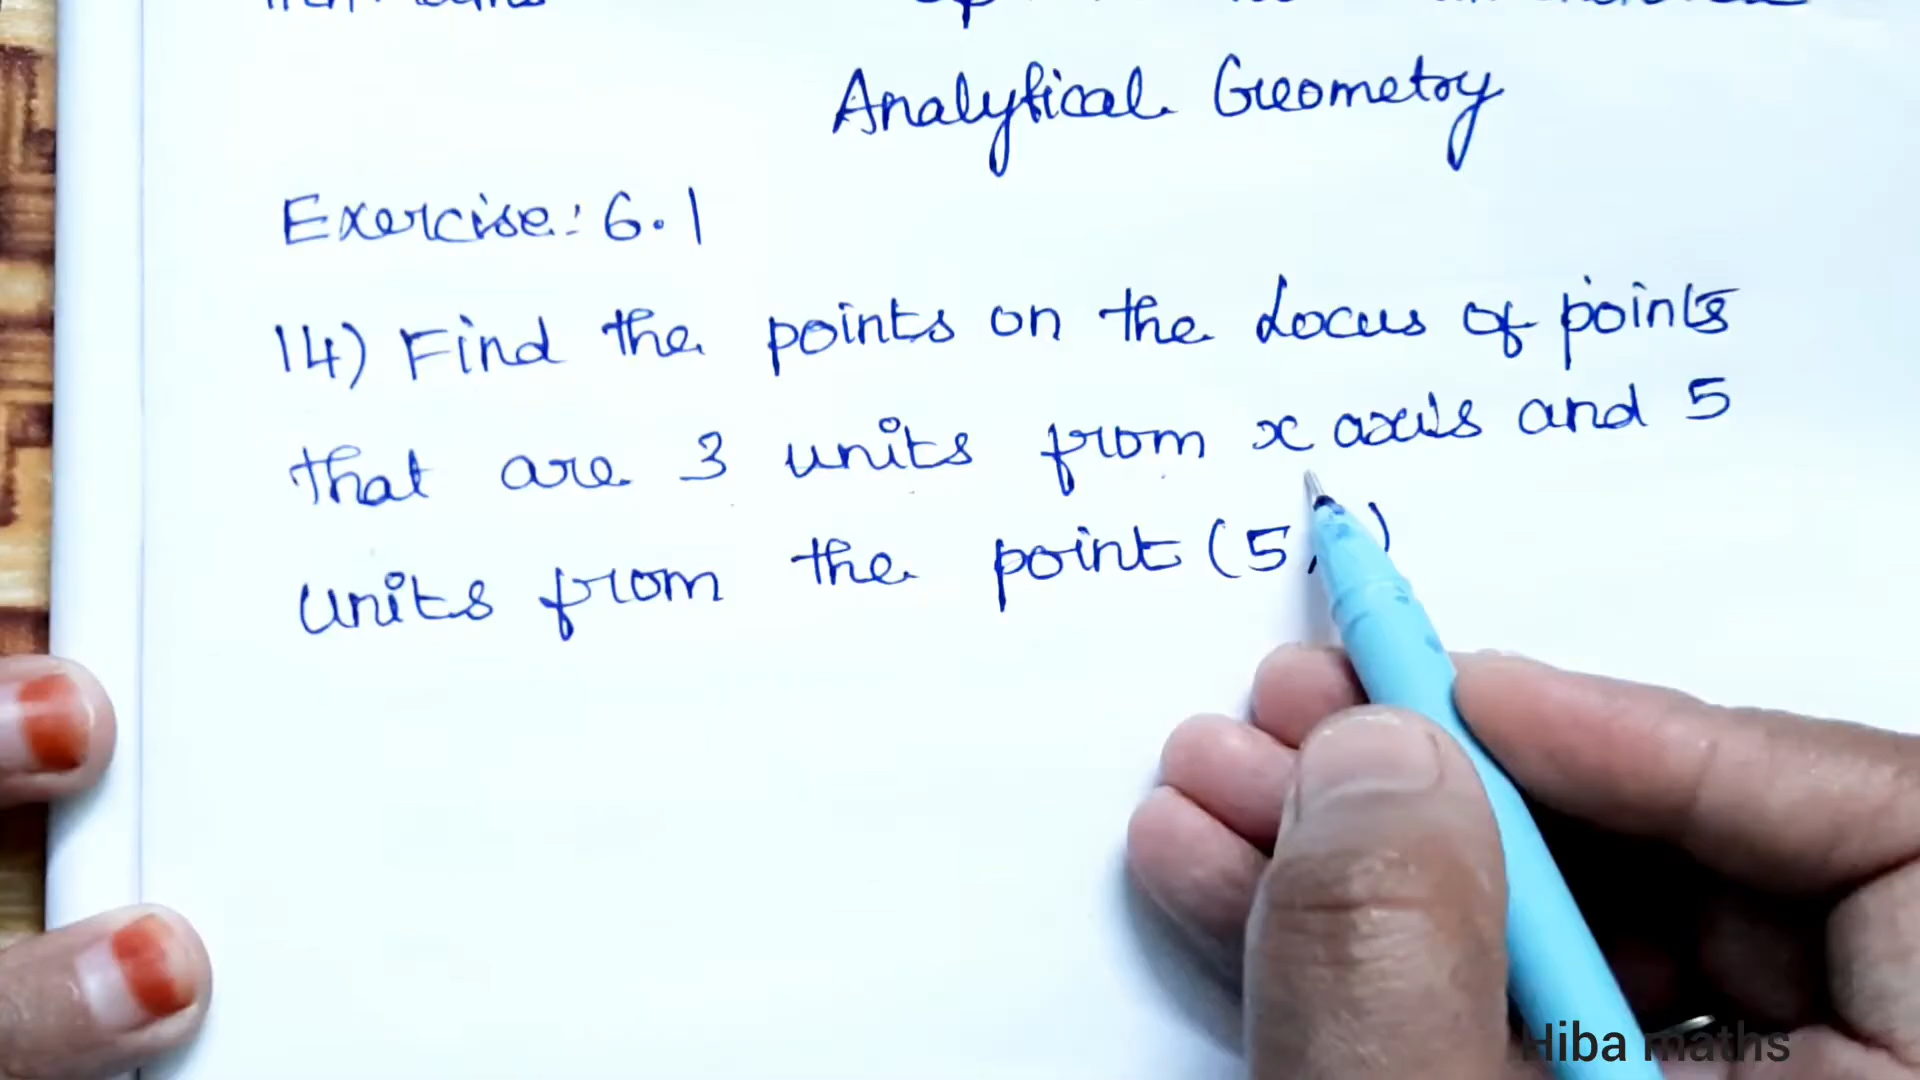 Analytical Geometry
Exercise: 6.1
14) Find the points on the Locus of points
that are 3 units from x axis and 5
units from the point (5, )
Hiba maths